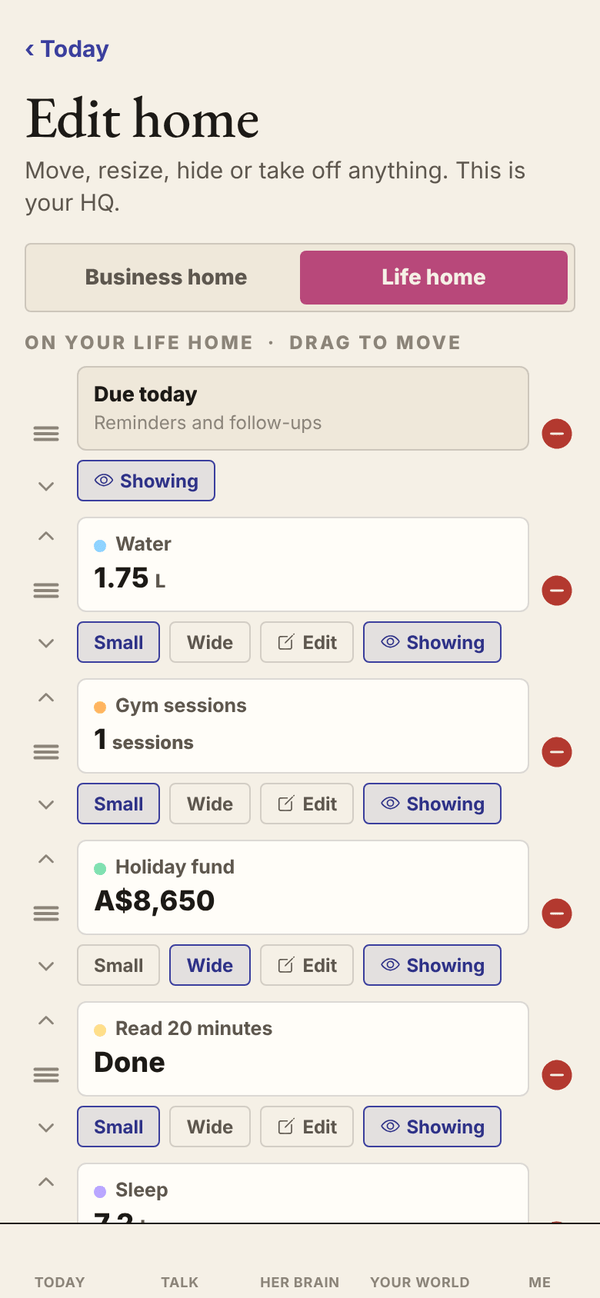 ‹ Today
Edit home
Move, resize, hide or take off anything. This is
your HQ.
Business home
Life home
ON YOUR LIFE HOME · DRAG TO MOVE
Due today
Reminders and follow-ups
Showing
Water
1.75 L
Small
Wide
Edit
Showing
Gym sessions
1 sessions
Small
Wide
Edit
Showing
Holiday fund
A$8,650
Small
Wide
Edit
Showing
Read 20 minutes
Done
Small
Wide
Edit
Showing
Sleep
TODAY
TALK
HER BRAIN
YOUR WORLD
ME